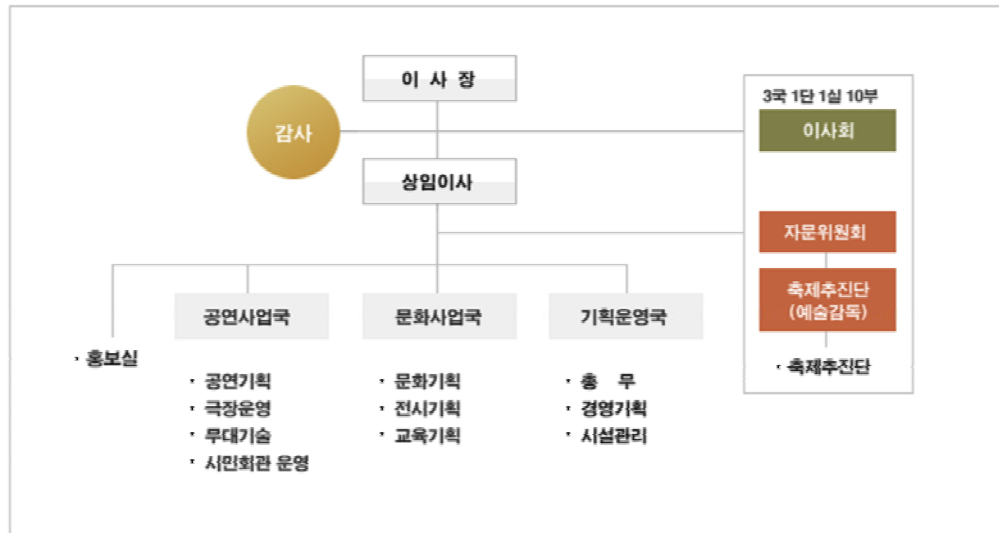 이 사 장
3국 1단 1실 10부
감사
이사회
상임이사
자문위원회
축제추진단
(예술감독)
공연사업국
문화사업국
기획운영국
· 홍보실
· 축제추진단
· 공연기획
· 극장운영
· 무대기술
· 시민회관 운영
· 문화기획
· 전시기획
· 교육기획
· 총 무
· 경영기획
· 시설관리